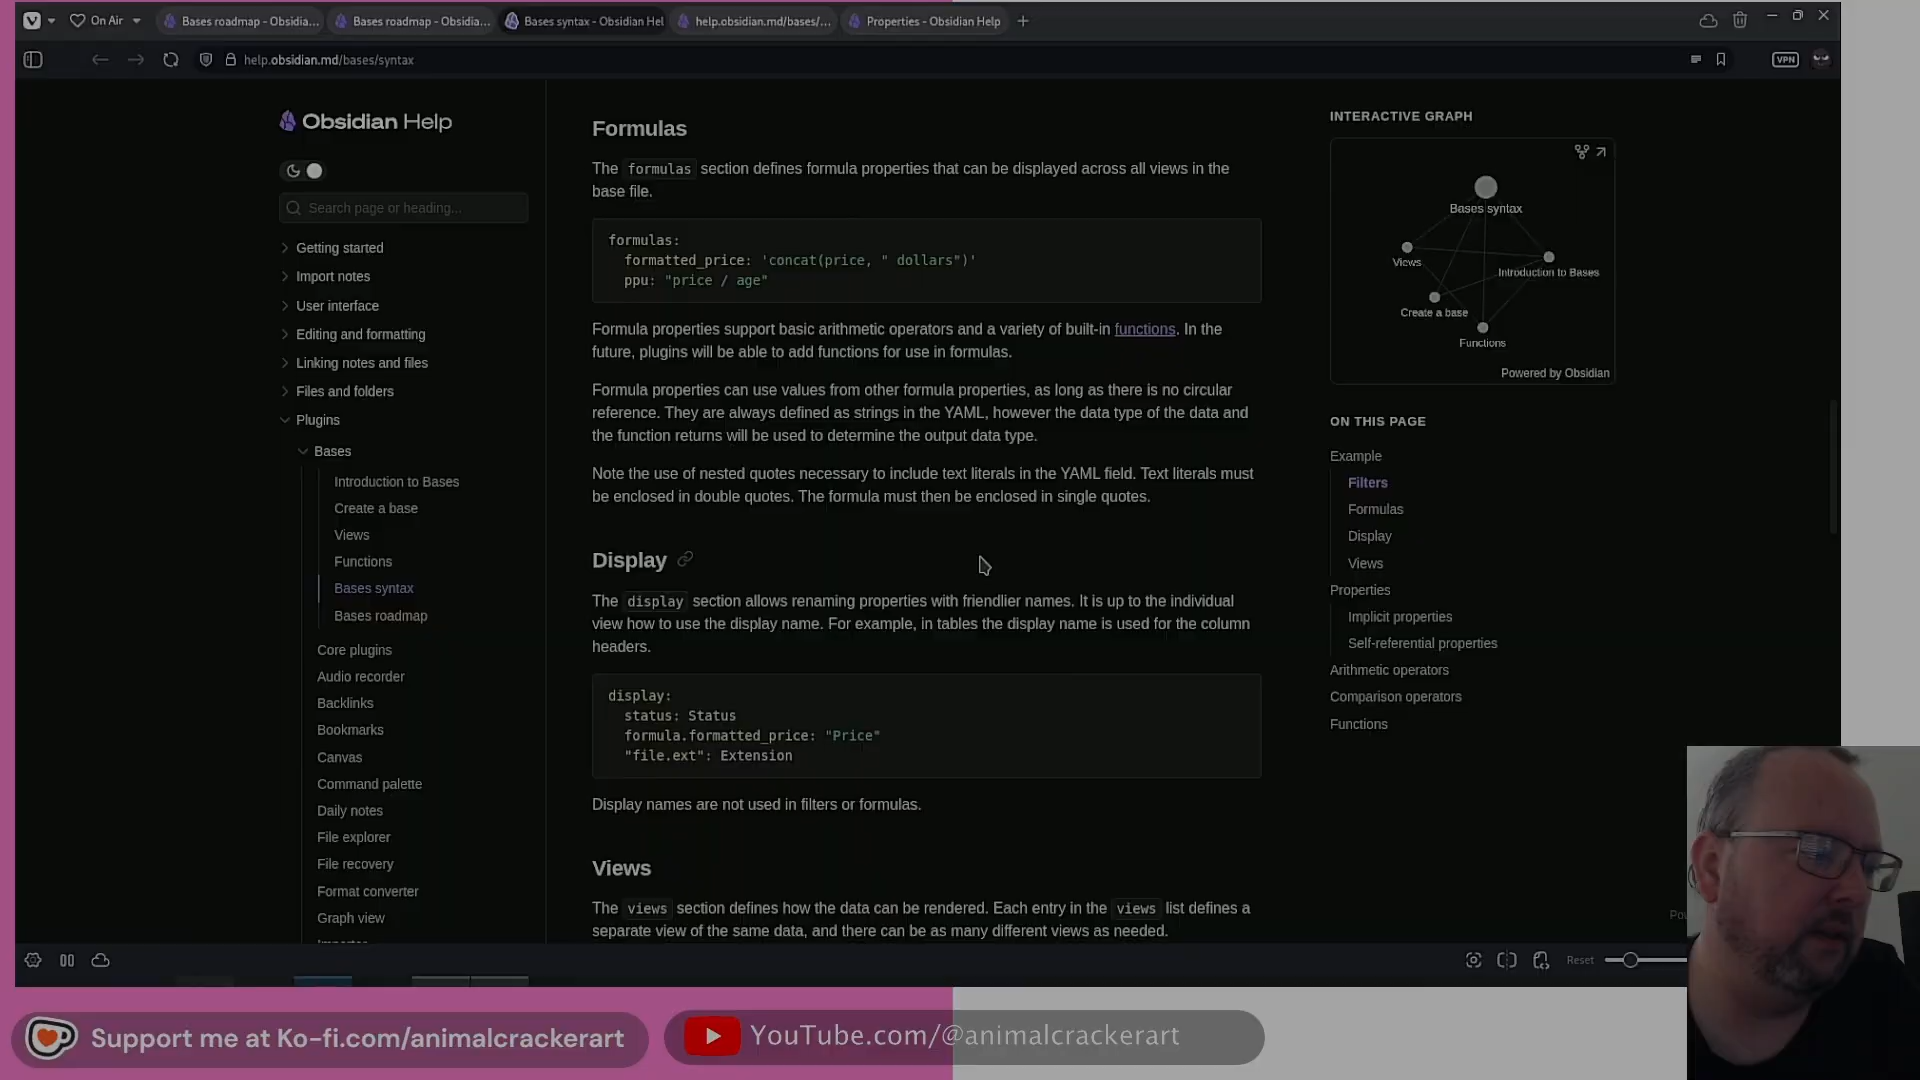 On Air
Bases roadmap - Obsidia...
Bases roadmap - Obsidia...
Bases syntax - Obsidian Hel
help.obsidian.md/bases/...
Properties - Obsidian Help
help.obsidian.md/bases/syntax
VPN
Obsidian Help
Search page or heading...
Getting started
Import notes
User interface
Editing and formatting
Linking notes and files
Files and folders
Plugins
Bases
Introduction to Bases
Create a base
Views
Functions
Bases syntax
Bases roadmap
Core plugins
Audio recorder
Backlinks
Bookmarks
Canvas
Command palette
Daily notes
File explorer
File recovery
Format converter
Graph view
Formulas
The formulas section defines formula properties that can be displayed across all views in the
base file.
formulas:
formatted_price: 'concat(price, " dollars")'
ppu: "price / age"
Formula properties support basic arithmetic operators and a variety of built-in functions. In the
future, plugins will be able to add functions for use in formulas.
Formula properties can use values from other formula properties, as long as there is no circular
reference. They are always defined as strings in the YAML, however the data type of the data and
the function returns will be used to determine the output data type.
Note the use of nested quotes necessary to include text literals in the YAML field. Text literals must
be enclosed in double quotes. The formula must then be enclosed in single quotes.
Display
The display section allows renaming properties with friendlier names. It is up to the individual
view how to use the display name. For example, in tables the display name is used for the column
headers.
display:
status: Status
formula.formatted_price: "Price"
"file.ext": Extension
Display names are not used in filters or formulas.
Views
The views section defines how the data can be rendered. Each entry in the views list defines a
separate view of the same data, and there can be as many different views as needed.
INTERACTIVE GRAPH
Bases syntax
Views
Introduction to Bases
Create a base
Functions
Powered by Obsidian
ON THIS PAGE
Example
Filters
Formulas
Display
Views
Properties
Implicit properties
Self-referential properties
Arithmetic operators
Comparison operators
Functions
Reset
Support me at Ko-fi.com/animalcrackerart
YouTube.com/@animalcrackerart